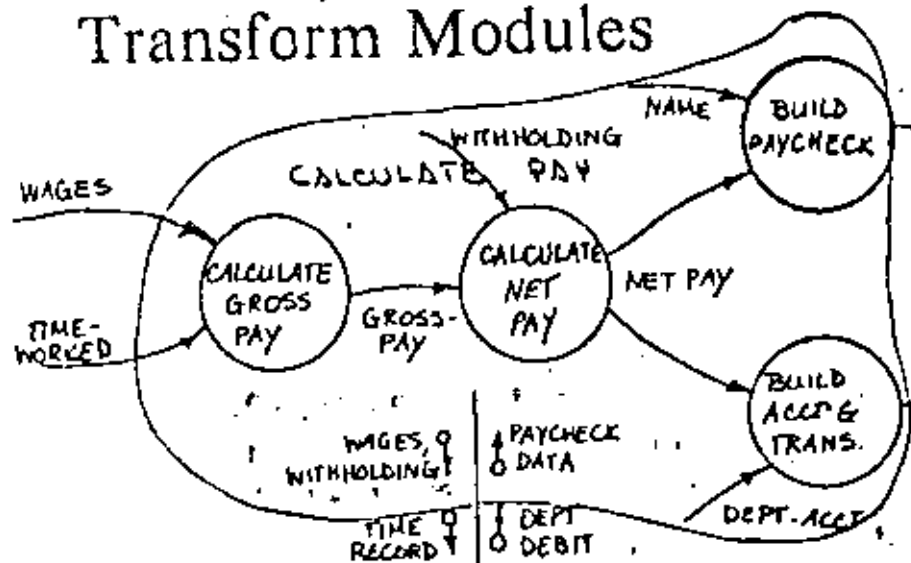 Transform Modules
NAME
BUILD
PAYCHECK
WITHHOLDING
CALCULATE PAY
WAGES
CALCULATE
GROSS
PAY
CALCULATE
NET
PAY
NET PAY
GROSS-
PAY
TIME-
WORKED
BUILD
ACCT &
TRANS.
WAGES,
WITHHOLDING
PAYCHECK
DATA
DEPT-ACCT
TIME
RECORD
DEPT
DEBIT